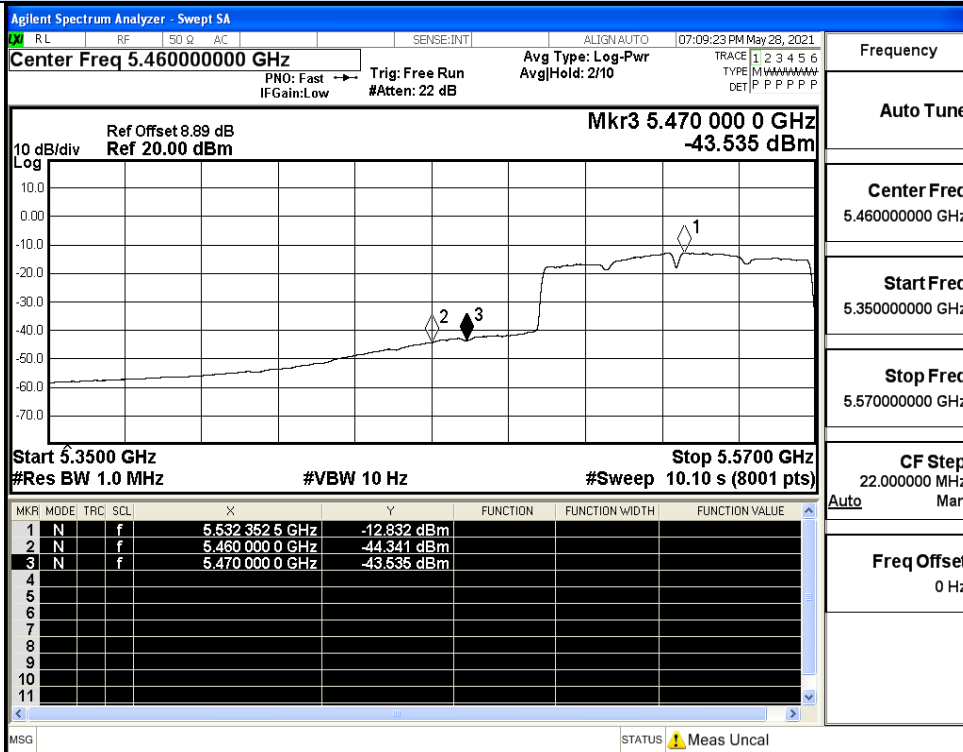 Agilent Spectrum Analyzer - Swept SA
LXI RL RF 50 Ω AC SENSE:INT ALIGNAUTO 07:09:23 PM May 28, 2021
Center Freq 5.460000000 GHz
PNO: Fast
IFGain:Low
Trig: Free Run
#Atten: 22 dB
Avg Type: Log-Pwr
Avg|Hold: 2/10
TRACE 1 2 3 4 5 6
TYPE M WWWWW
DET P P P P P P
Ref Offset 8.89 dB
10 dB/div Ref 20.00 dBm
Log
Mkr3 5.470 000 0 GHz
-43.535 dBm
10.0
0.00
-10.0
-20.0
-30.0
-40.0
-50.0
-60.0
-70.0
1
2
3
Start 5.3500 GHz Stop 5.5700 GHz
#Res BW 1.0 MHz #VBW 10 Hz #Sweep 10.10 s (8001 pts)
MKR MODE TRC SCL X Y FUNCTION FUNCTION WIDTH FUNCTION VALUE
1 N f 5.532 352 5 GHz -12.832 dBm
2 N f 5.460 000 0 GHz -44.341 dBm
3 N f 5.470 000 0 GHz -43.535 dBm
4
5
6
7
8
9
10
11
MSG STATUS Meas Uncal
Frequency
Auto Tune
Center Freq
5.460000000 GHz
Start Freq
5.350000000 GHz
Stop Freq
5.570000000 GHz
CF Step
22.000000 MHz
Auto Man
Freq Offset
0 Hz